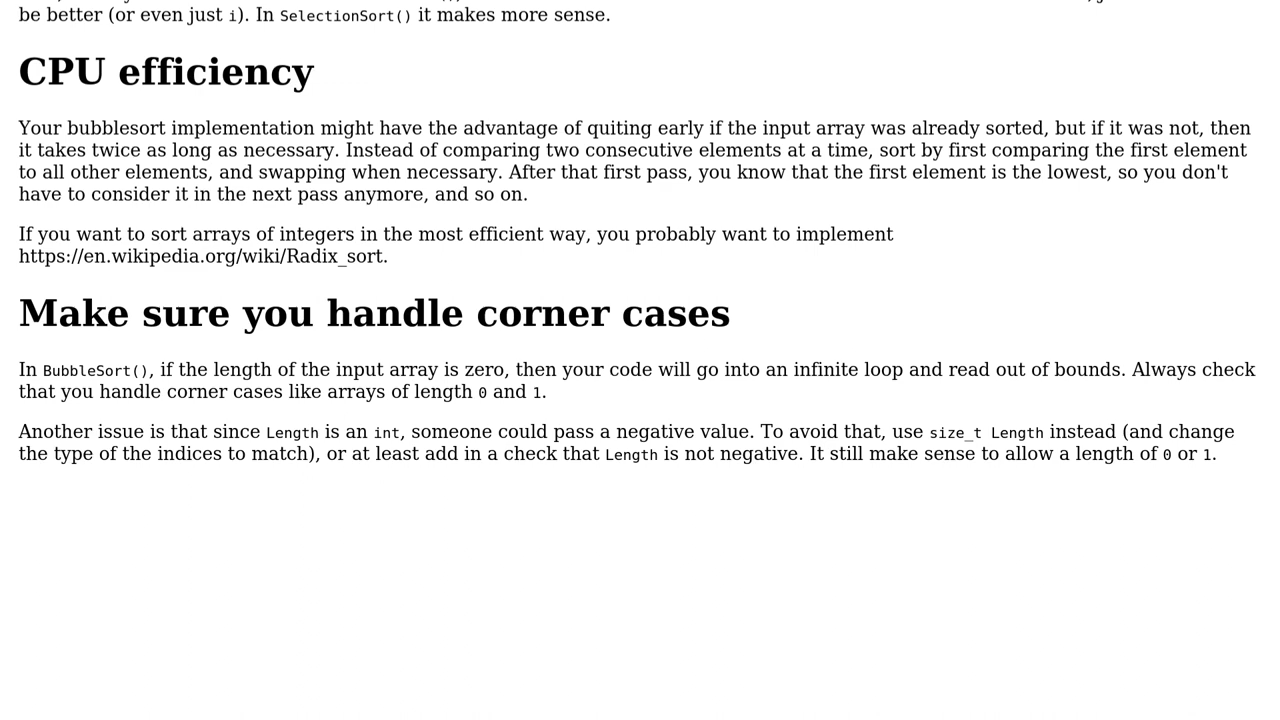 be better (or even just i). In SelectionSort() it makes more sense.
CPU efficiency
Your bubblesort implementation might have the advantage of quiting early if the input array was already sorted, but if it was not, then
it takes twice as long as necessary. Instead of comparing two consecutive elements at a time, sort by first comparing the first element
to all other elements, and swapping when necessary. After that first pass, you know that the first element is the lowest, so you don't
have to consider it in the next pass anymore, and so on.
If you want to sort arrays of integers in the most efficient way, you probably want to implement
https://en.wikipedia.org/wiki/Radix_sort.
Make sure you handle corner cases
In BubbleSort(), if the length of the input array is zero, then your code will go into an infinite loop and read out of bounds. Always check
that you handle corner cases like arrays of length 0 and 1.
Another issue is that since Length is an int, someone could pass a negative value. To avoid that, use size_t Length instead (and change
the type of the indices to match), or at least add in a check that Length is not negative. It still make sense to allow a length of 0 or 1.